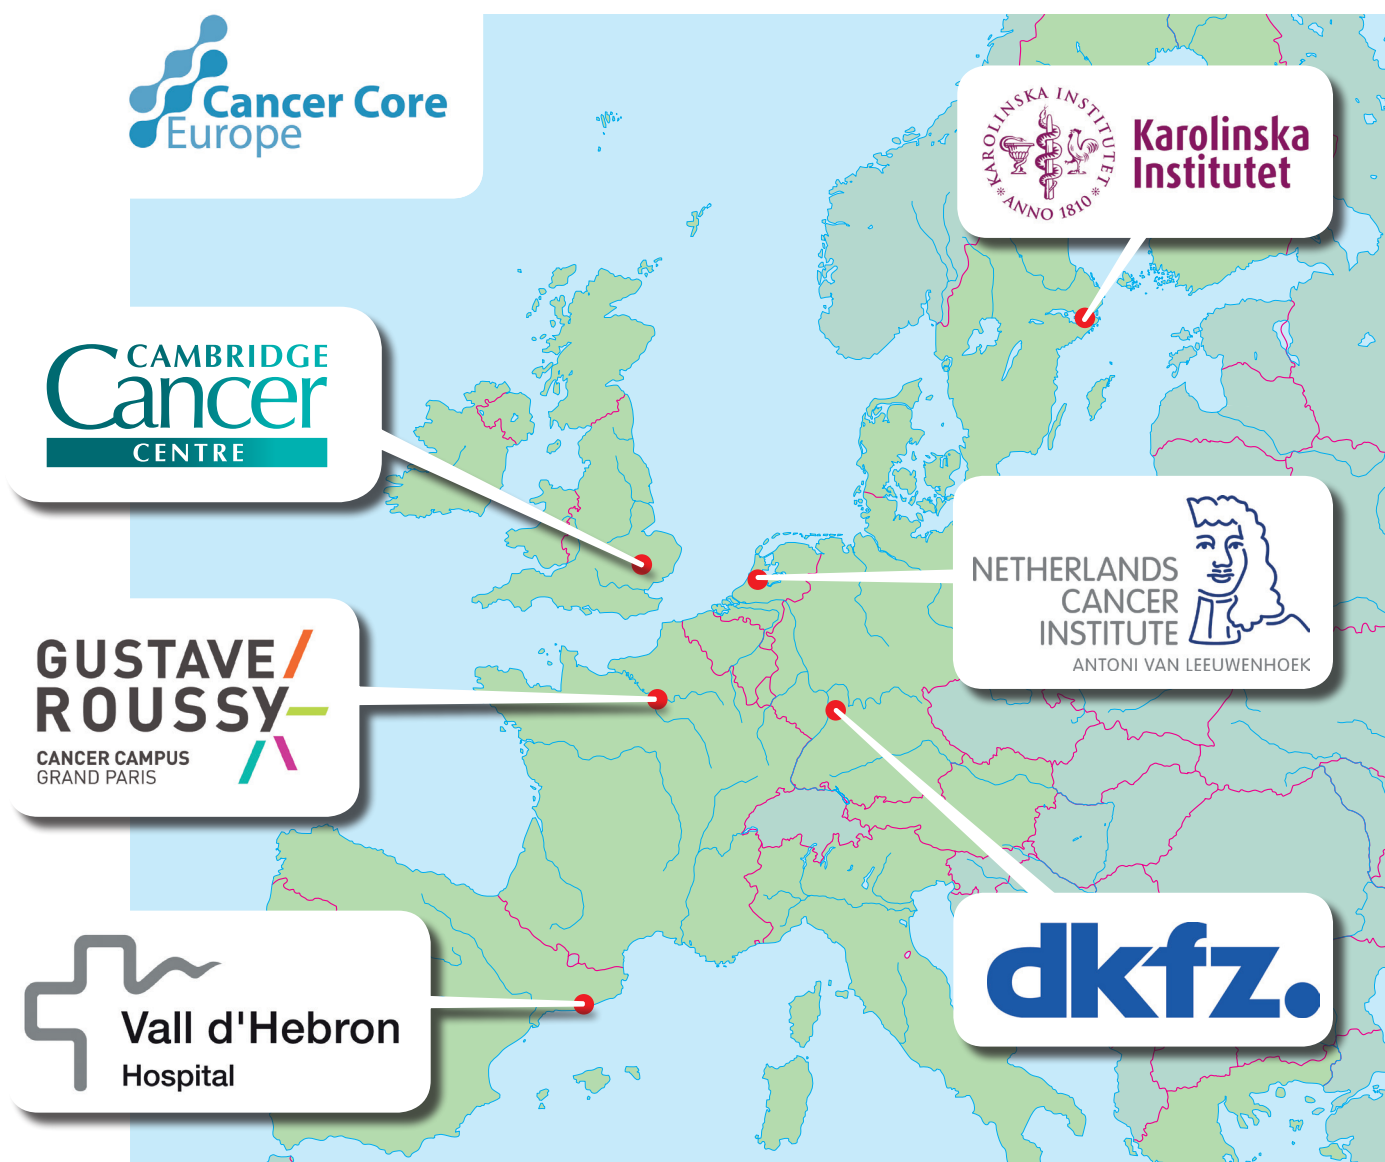 Cancer Core
Europe
KAROLINSKA INSTITUTET
* ANNO 1810 *
Karolinska
Institutet
CAMBRIDGE
Cancer
CENTRE
NETHERLANDS
CANCER
INSTITUTE
ANTONI VAN LEEUWENHOEK
GUSTAVE
ROUSSY
CANCER CAMPUS
GRAND PARIS
dkfz.
Vall d'Hebron
Hospital